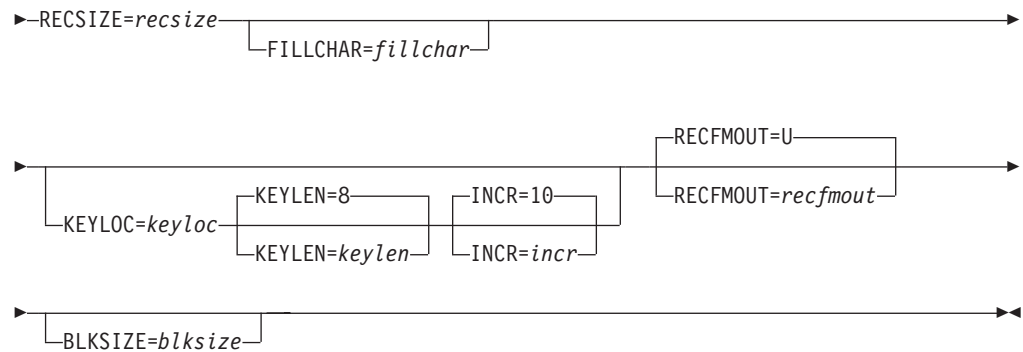 RECSIZE=recsize
FILLCHAR=fillchar
RECFMOUT=U
KEYLEN=8 INCR=10
RECFMOUT=recfmout
KEYLOC=keyloc
KEYLEN=keylen INCR=incr
BLKSIZE=blksize